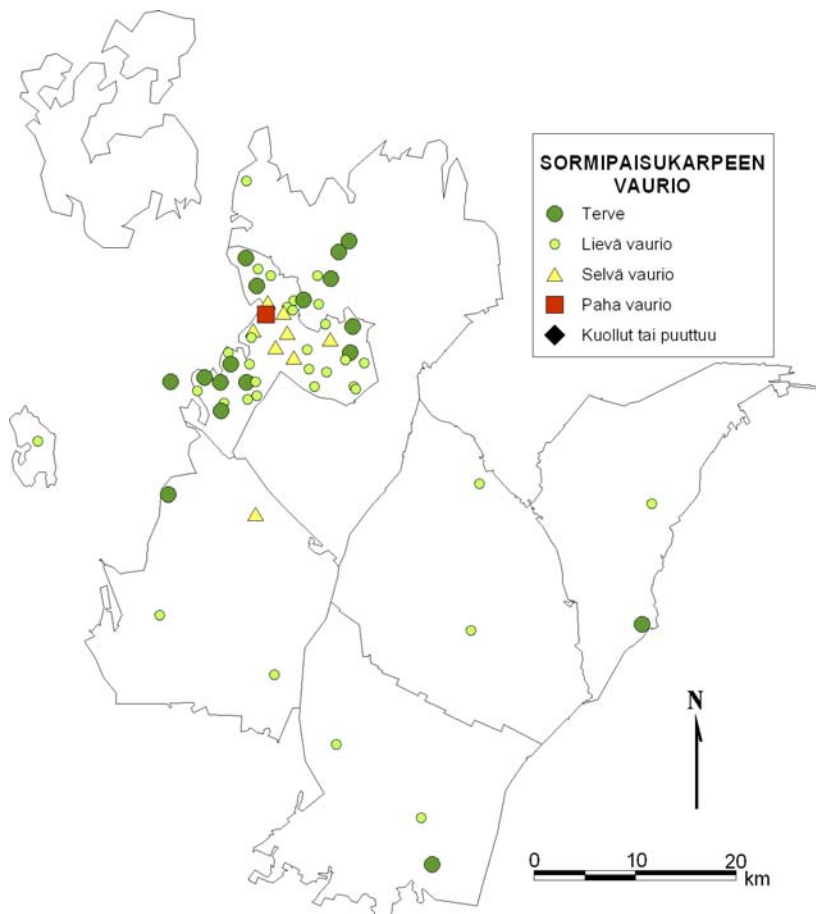 SORMIPAISUKARPEEN
VAURIO
Terve
Lievä vaurio
Selvä vaurio
Paha vaurio
Kuollut tai puuttuu
N
0 10 20
km